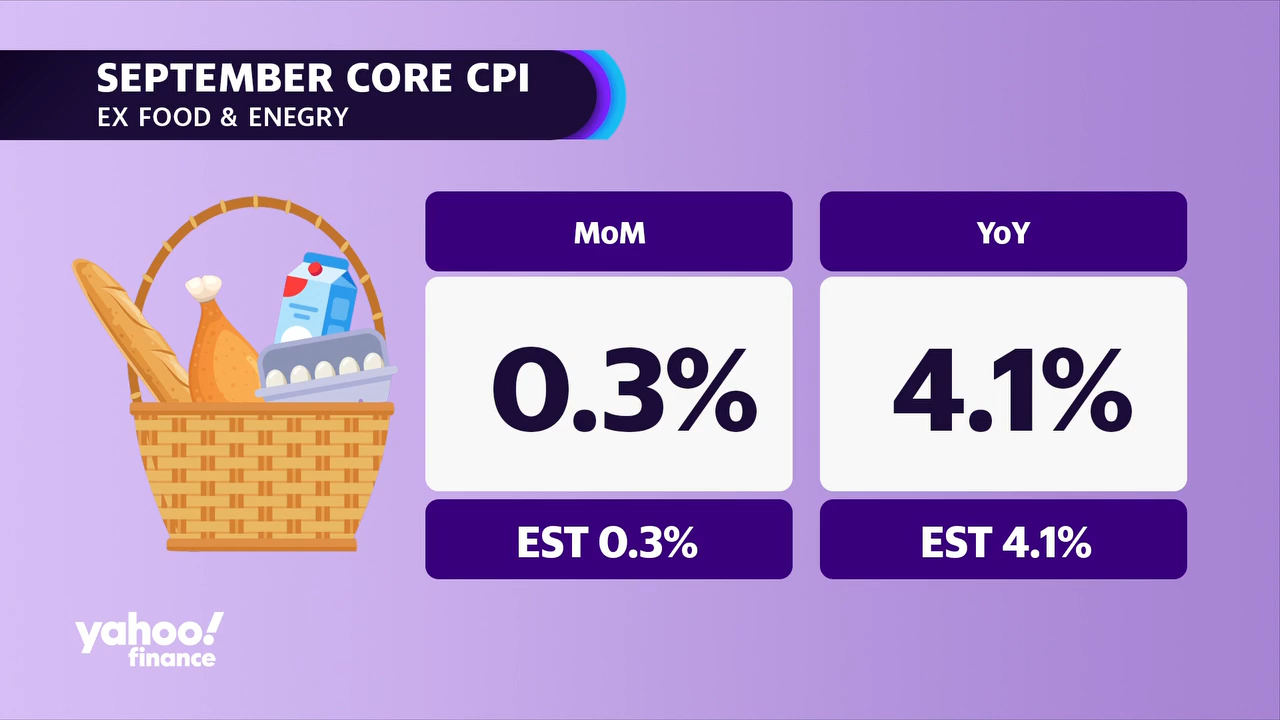 SEPTEMBER CORE CPI
EX FOOD & ENEGRY
MoM
YoY
0.3%
4.1%
EST 0.3%
EST 4.1%
yahoo!
finance